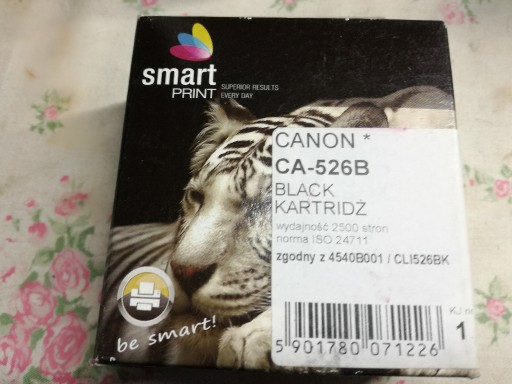 smart
PRINT
SUPERIOR RESULTS
EVERY DAY
CANON *
CA-526B
BLACK
KARTRIDŻ
wydajność 2500 stron
norma ISO 24711
zgodny z 4540B001 / CLI526BK
1
5 901780 071226
be smart!